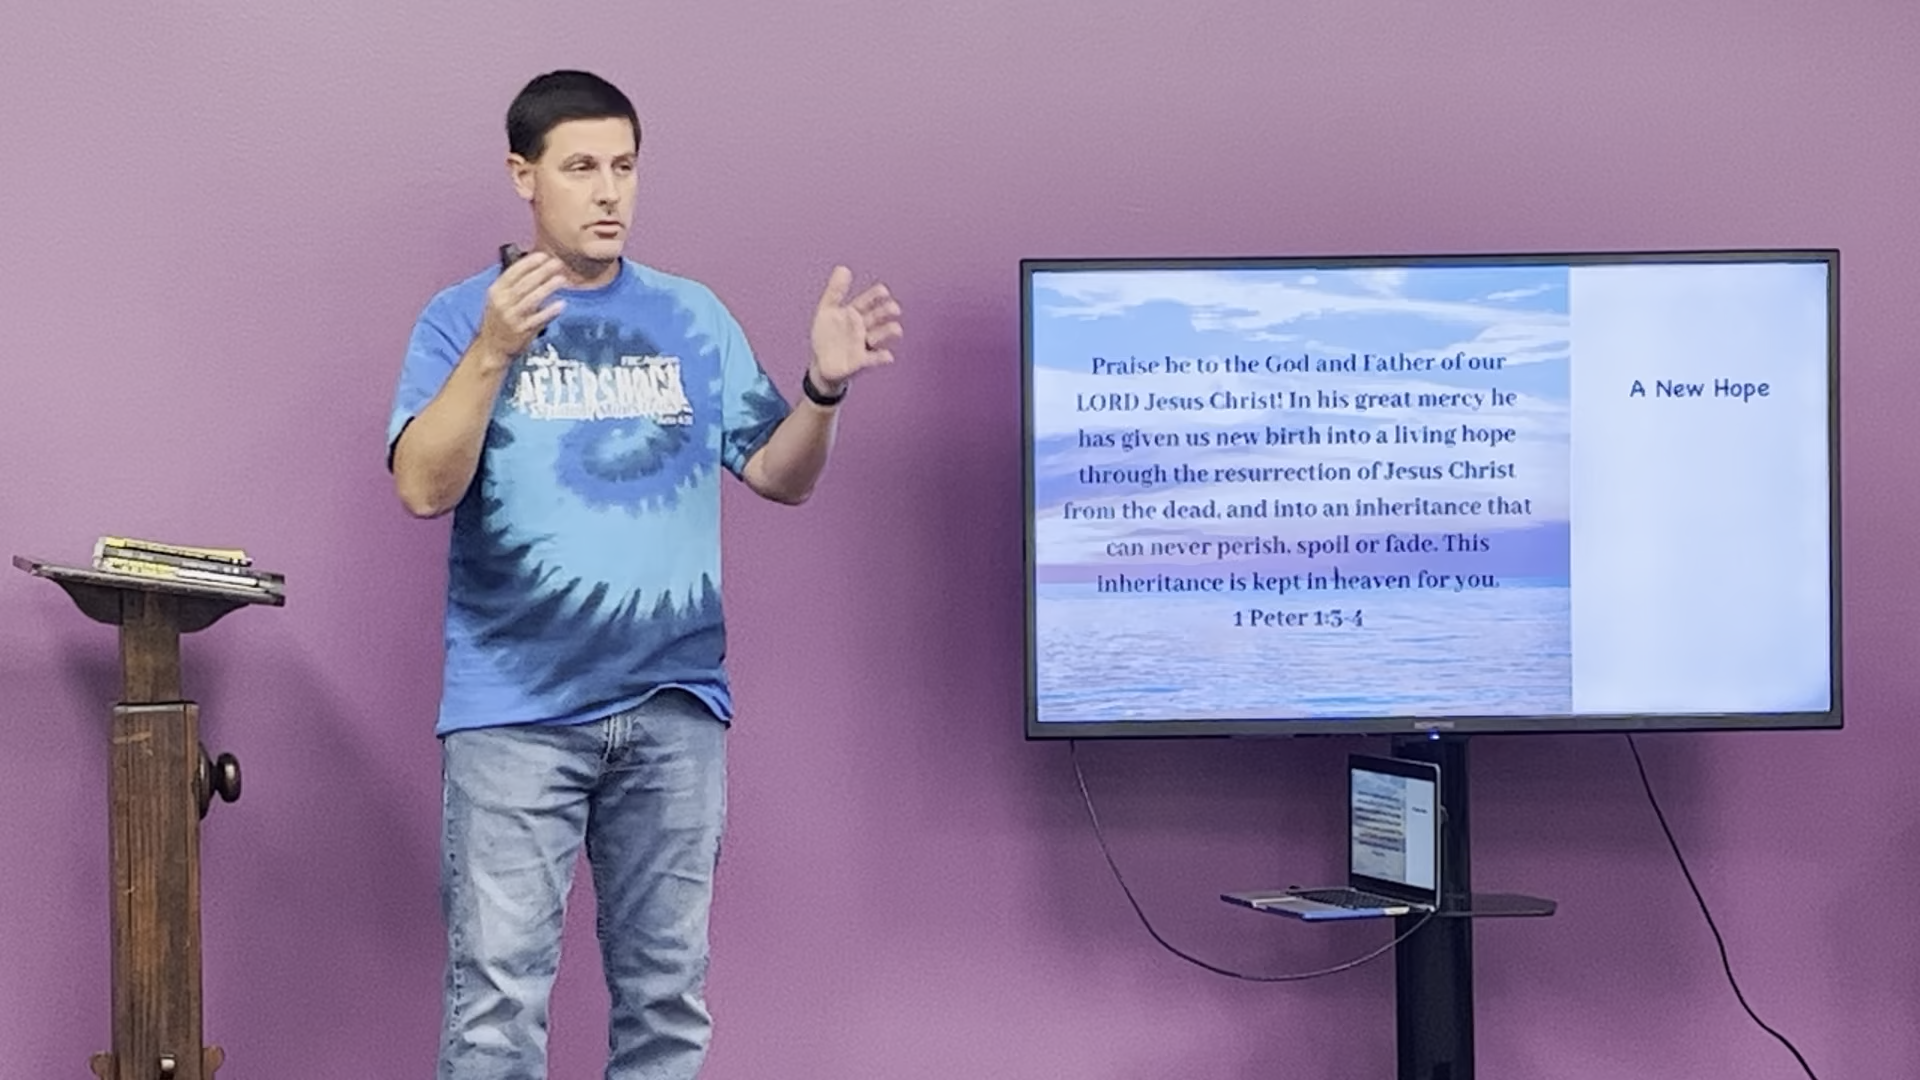 AFTERSHOCK
Praise be to the God and Father of our
LORD Jesus Christ! In his great mercy he
has given us new birth into a living hope
through the resurrection of Jesus Christ
from the dead, and into an inheritance that
can never perish, spoil or fade. This
inheritance is kept in heaven for you.
1 Peter 1:3-4
A New Hope